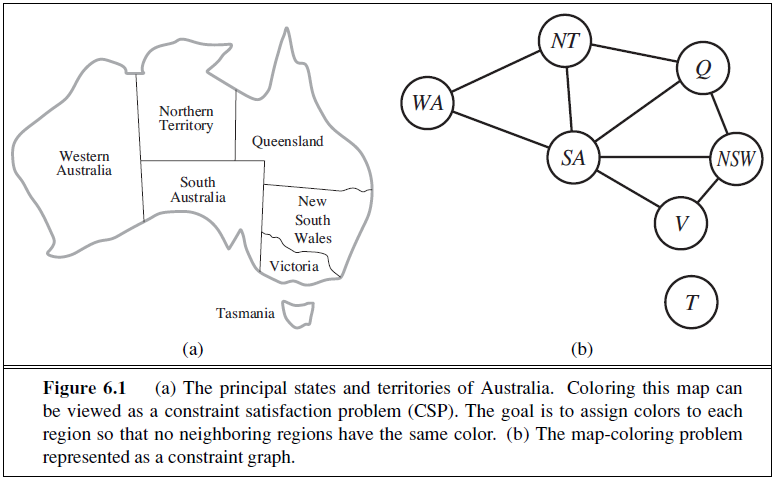 Western
Australia
Northern
Territory
South
Australia
Queensland
New
South
Wales
Victoria
Tasmania
(a)
NT
Q
WA
SA
NSW
V
T
(b)
Figure 6.1 (a) The principal states and territories of Australia. Coloring this map can
be viewed as a constraint satisfaction problem (CSP). The goal is to assign colors to each
region so that no neighboring regions have the same color. (b) The map-coloring problem
represented as a constraint graph.